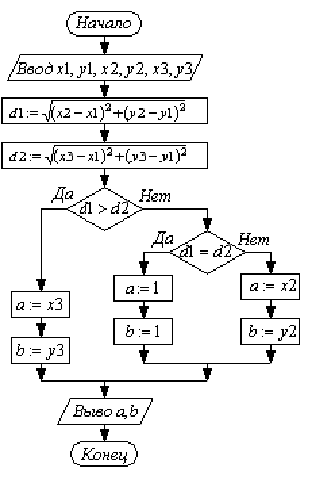 Начало
Ввод x1, y1, x2, y2, x3, y3
d1:=√(x2-x1)²+(y2-y1)²
d2:=√(x3-x1)²+(y3-y1)²
Да Нет
d1 > d2
Да Нет
d1 = d2
a:=1 a:= x2
a:= x3
b:=1 b:= y2
b:= y3
Выво a,b
Конец